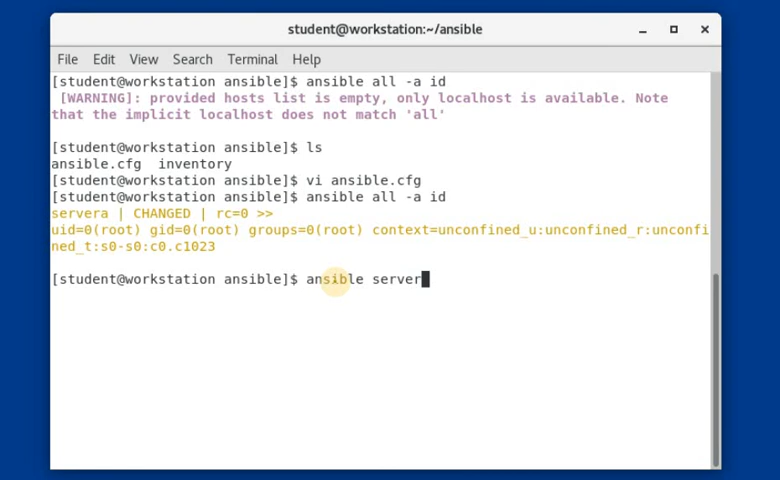 student@workstation:~/ansible
File Edit View Search Terminal Help
[student@workstation ansible]$ ansible all -a id
 [WARNING]: provided hosts list is empty, only localhost is available. Note
that the implicit localhost does not match 'all'
[student@workstation ansible]$ ls
ansible.cfg  inventory
[student@workstation ansible]$ vi ansible.cfg
[student@workstation ansible]$ ansible all -a id
servera | CHANGED | rc=0 >>
uid=0(root) gid=0(root) groups=0(root) context=unconfined_u:unconfined_r:unconfi
ned_t:s0-s0:c0.c1023
[student@workstation ansible]$ ansible server